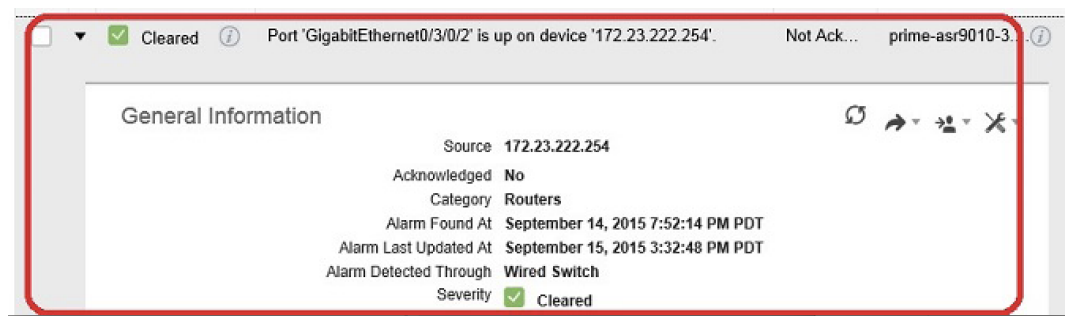 Cleared Port 'GigabitEthernet0/3/0/2' is up on device '172.23.222.254'. Not Ack... prime-asr9010-3...
General Information
Source 172.23.222.254
Acknowledged No
Category Routers
Alarm Found At September 14, 2015 7:52:14 PM PDT
Alarm Last Updated At September 15, 2015 3:32:48 PM PDT
Alarm Detected Through Wired Switch
Severity Cleared